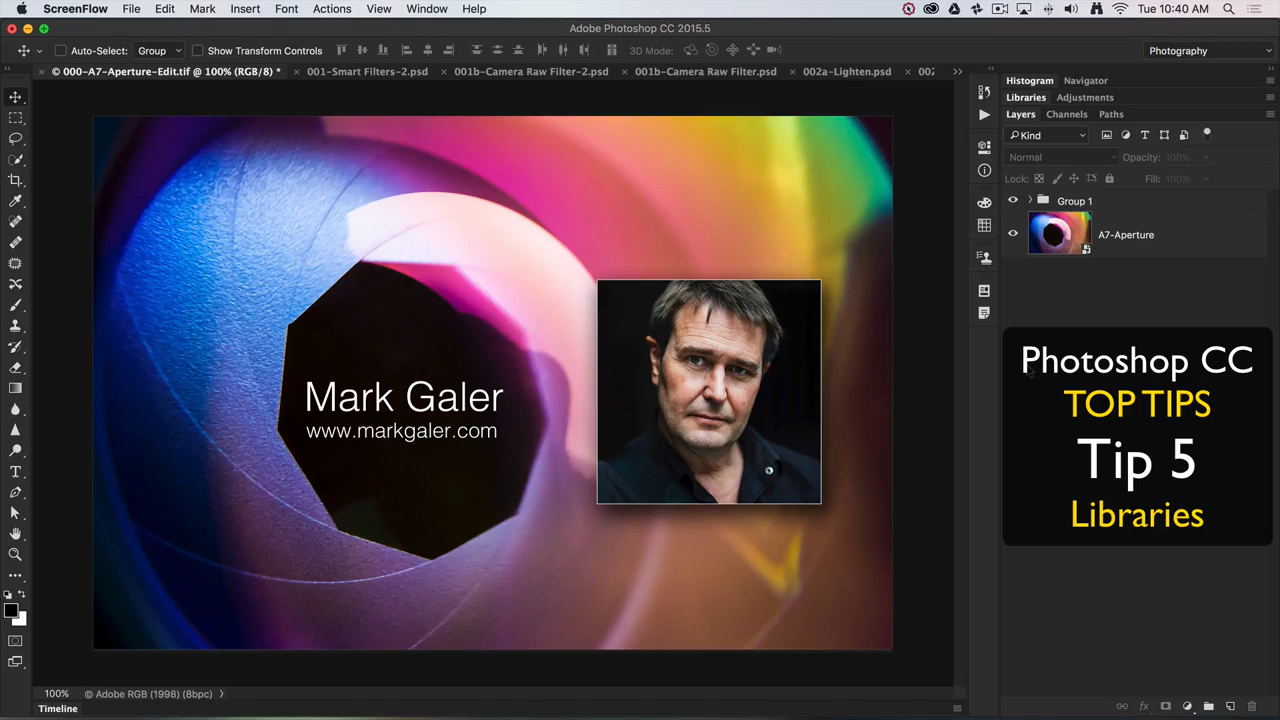 ScreenFlow File Edit Mark Insert Font Actions View Window Help Tue 10:40 AM
Adobe Photoshop CC 2015.5
Auto-Select: Group Show Transform Controls 3D Mode: Photography
© 000-A7-Aperture-Edit.tif @ 100% (RGB/8) * 001-Smart Filters-2.psd 001b-Camera Raw Filter-2.psd 001b-Camera Raw Filter.psd 002a-Lighten.psd 002
Histogram Navigator
Libraries Adjustments
Layers Channels Paths
Kind
Normal Opacity: 100%
Lock: Fill: 100%
Group 1
A7-Aperture
Mark Galer
www.markgaler.com
Photoshop CC
TOP TIPS
Tip 5
Libraries
100% © Adobe RGB (1998) (8bpc)
Timeline